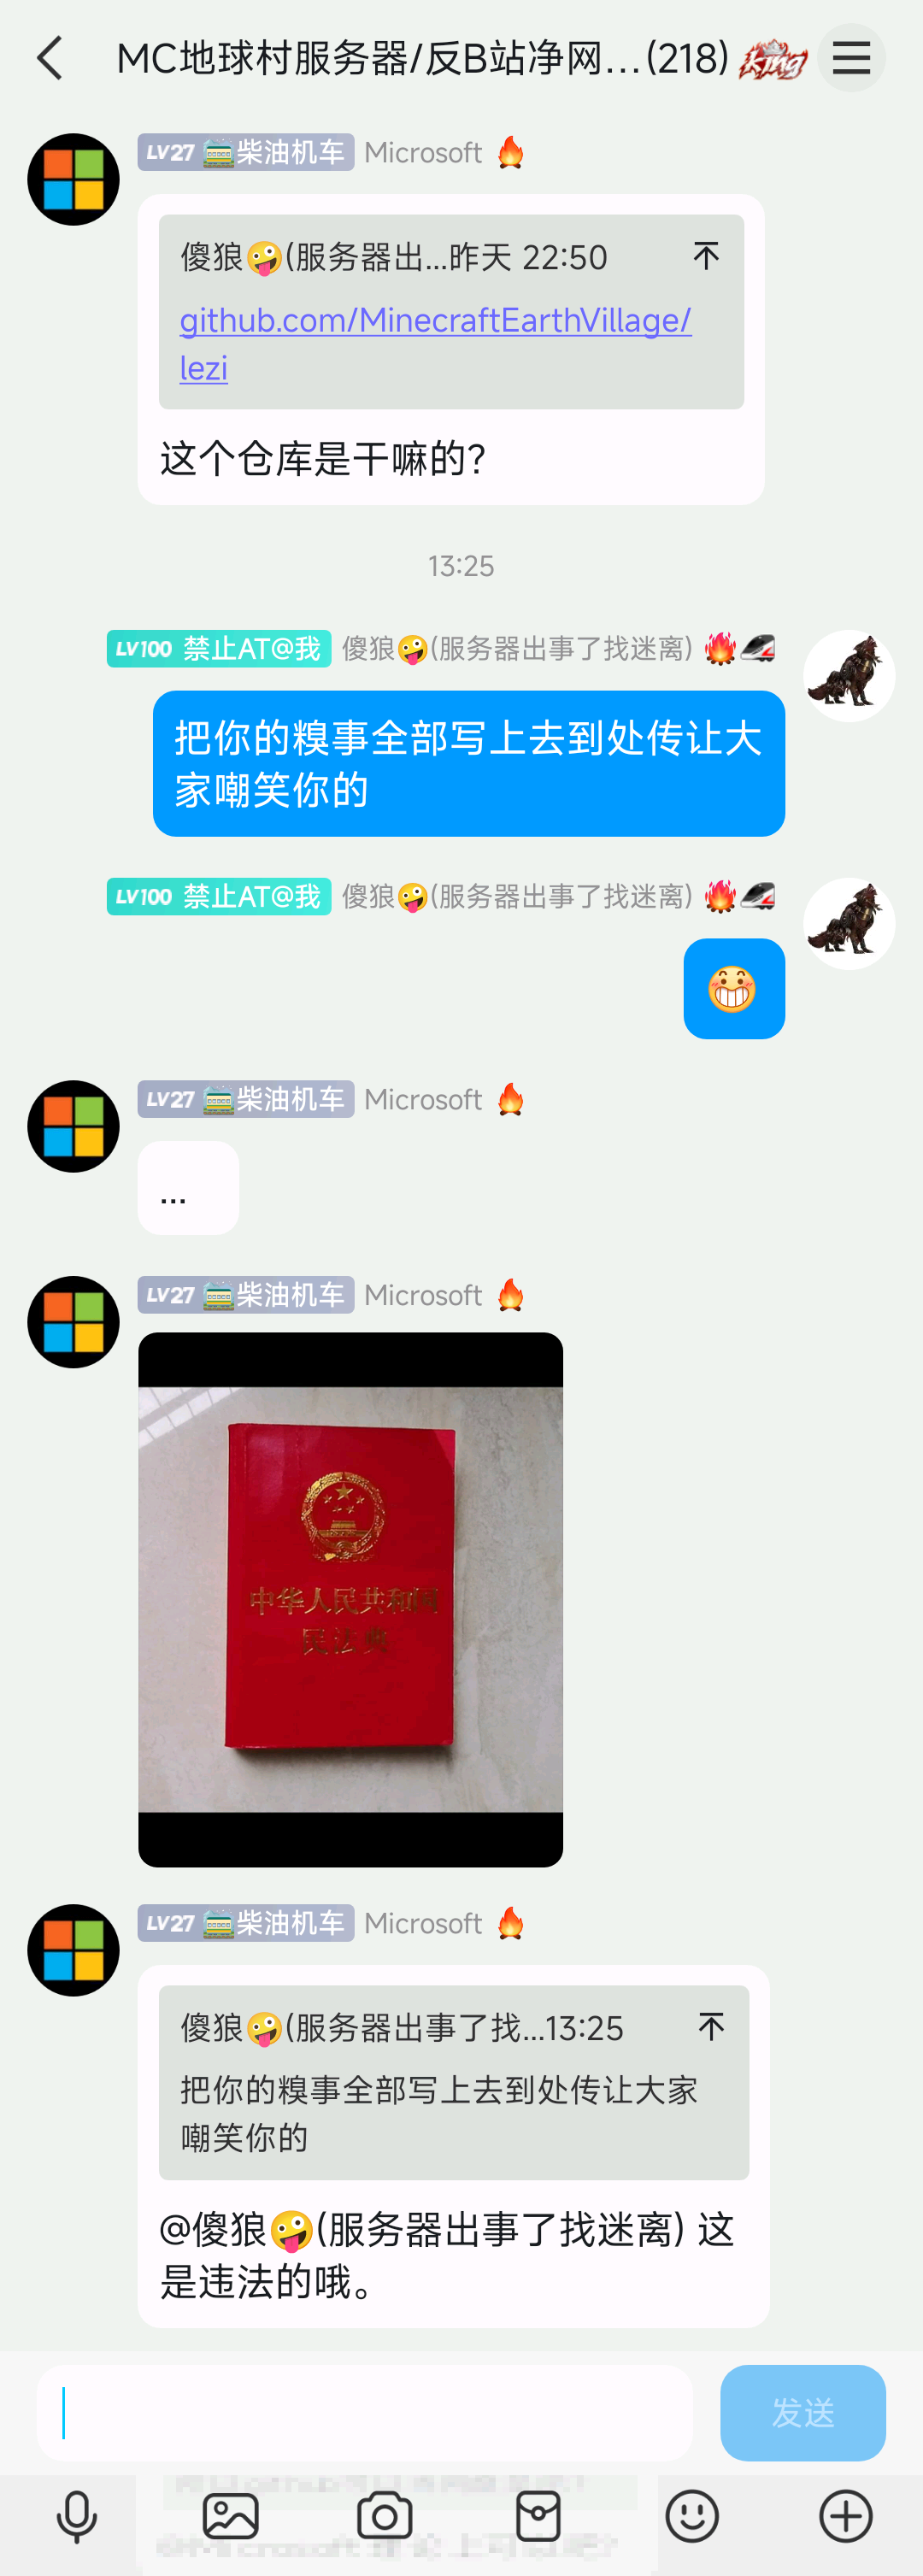 MC地球村服务器/反B站净网...(218) king
LV27 柴油机车 Microsoft 🔥
傻狼🤪(服务器出...昨天 22:50
github.com/MinecraftEarthVillage/
lezi
这个仓库是干嘛的?
13:25
LV100 禁止AT@我 傻狼🤪(服务器出事了找迷离) 🔥🚄
把你的糗事全部写上去到处传让大
家嘲笑你的
LV100 禁止AT@我 傻狼🤪(服务器出事了找迷离) 🔥🚄
😁
LV27 柴油机车 Microsoft 🔥
...
LV27 柴油机车 Microsoft 🔥
中华人民共和国
民法典
LV27 柴油机车 Microsoft 🔥
傻狼🤪(服务器出事了找...13:25
把你的糗事全部写上去到处传让大家
嘲笑你的
@傻狼🤪(服务器出事了找迷离) 这
是违法的哦。
发送